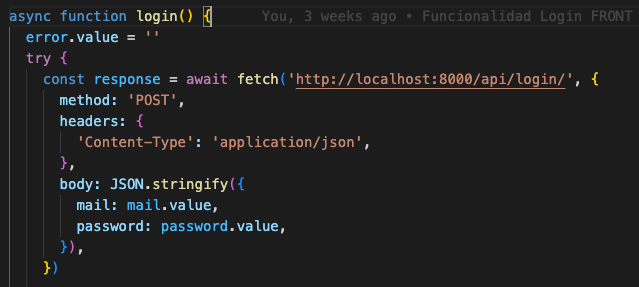 async function login() { You, 3 weeks ago • Funcionalidad Login FRONT
error.value = ''
try {
const response = await fetch('http://localhost:8000/api/login/', {
method: 'POST',
headers: {
'Content-Type': 'application/json',
},
body: JSON.stringify({
mail: mail.value,
password: password.value,
}),
})